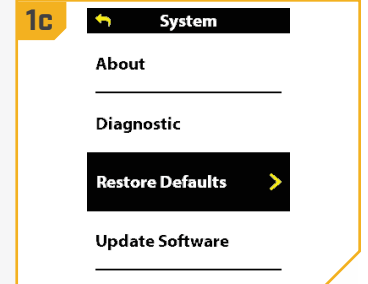 1c
System
About
Diagnostic
Restore Defaults
Update Software